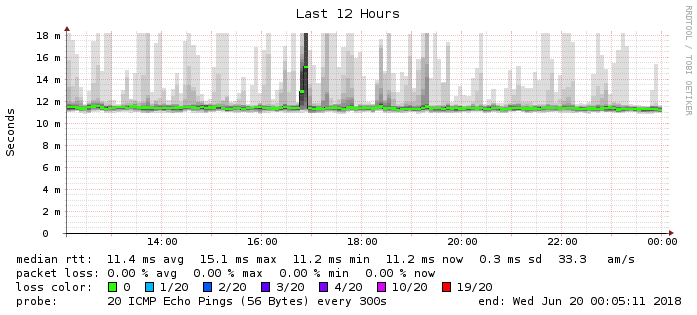 Last 12 Hours
RRDTOOL / TOBI OETIKER
Seconds
18 m
16 m
14 m
12 m
10 m
8 m
6 m
4 m
2 m
0
14:00 16:00 18:00 20:00 22:00 00:00
median rtt: 11.4 ms avg 15.1 ms max 11.2 ms min 11.2 ms now 0.3 ms sd 33.3 am/s
packet loss: 0.00 % avg 0.00 % max 0.00 % min 0.00 % now
loss color: 0 1/20 2/20 3/20 4/20 10/20 19/20
probe: 20 ICMP Echo Pings (56 Bytes) every 300s end: Wed Jun 20 00:05:11 2018